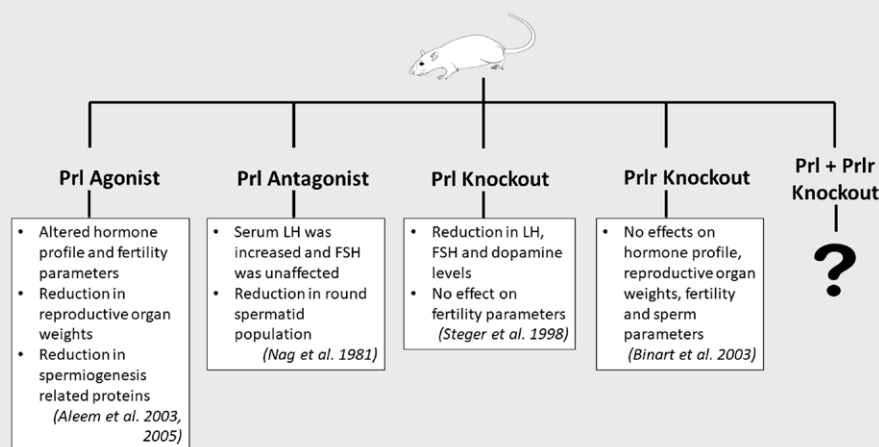 Prl Agonist
• Altered hormone
profile and fertility
parameters
• Reduction in
reproductive organ
weights
• Reduction in
spermiogenesis
related proteins
(Aleem et al. 2003,
2005)
Prl Antagonist
• Serum LH was
increased and FSH
was unaffected
• Reduction in round
spermatid
population
(Nag et al. 1981)
Prl Knockout
• Reduction in LH,
FSH and dopamine
levels
• No effect on
fertility parameters
(Steger et al. 1998)
Prlr Knockout
• No effects on
hormone profile,
reproductive organ
weights, fertility
and sperm
parameters
(Binart et al. 2003)
Prl + Prlr
Knockout
?